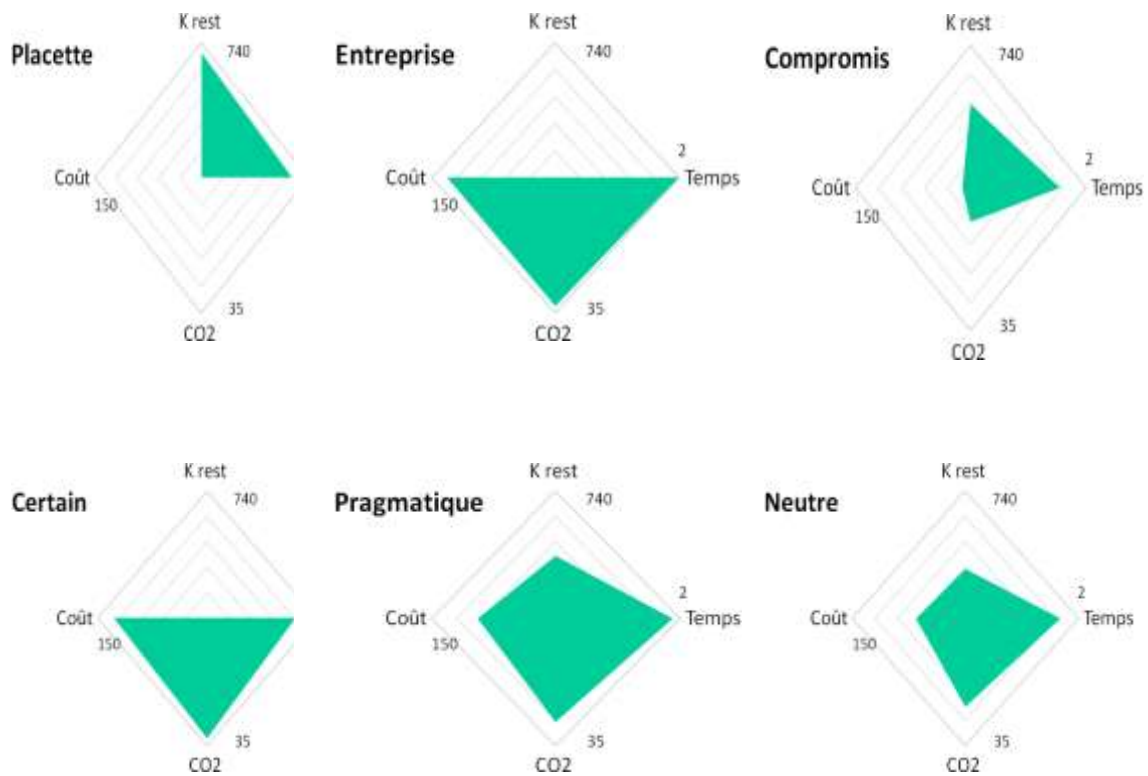 K rest
740
Placette
Coût
150
35
CO2
K rest
740
Entreprise
2
Coût
Temps
150
35
CO2
K rest
740
Compromis
2
Coût
Temps
150
35
CO2
K rest
740
Certain
Coût
150
35
CO2
K rest
740
Pragmatique
2
Coût
Temps
150
35
CO2
K rest
740
Neutre
2
Coût
Temps
150
35
CO2